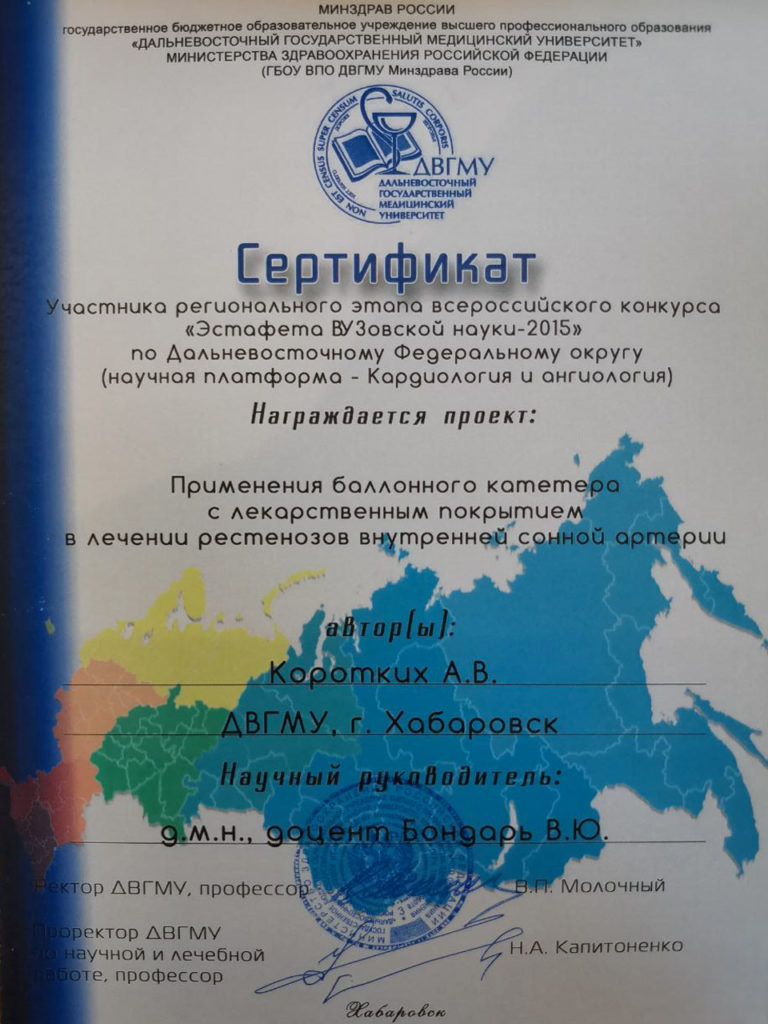 МИНЗДРАВ РОССИИ
государственное бюджетное образовательное учреждение высшего профессионального образования
«ДАЛЬНЕВОСТОЧНЫЙ ГОСУДАРСТВЕННЫЙ МЕДИЦИНСКИЙ УНИВЕРСИТЕТ»
МИНИСТЕРСТВА ЗДРАВООХРАНЕНИЯ РОССИЙСКОЙ ФЕДЕРАЦИИ
(ГБОУ ВПО ДВГМУ Минздрава России)
NON EST CENSUS SUPER CENSUM SALUTIS CORPORIS
ДВГМУ
ДАЛЬНЕВОСТОЧНЫЙ
ГОСУДАРСТВЕННЫЙ
МЕДИЦИНСКИЙ
УНИВЕРСИТЕТ
Сертификат
Участника регионального этапа всероссийского конкурса
«Эстафета ВУЗовской науки-2015»
по Дальневосточному Федеральному округу
(научная платформа - Кардиология и ангиология)
Награждается проект:
Применения баллонного катетера
с лекарственным покрытием
в лечении рестенозов внутренней сонной артерии
автор(ы):
Коротких А.В.
ДВГМУ, г. Хабаровск
Научный руководитель:
д.м.н., доцент Бондарь В.Ю.
Ректор ДВГМУ, профессор В.П. Молочный
Проректор ДВГМУ
по научной и лечебной
работе, профессор Н.А. Капитоненко
Хабаровск